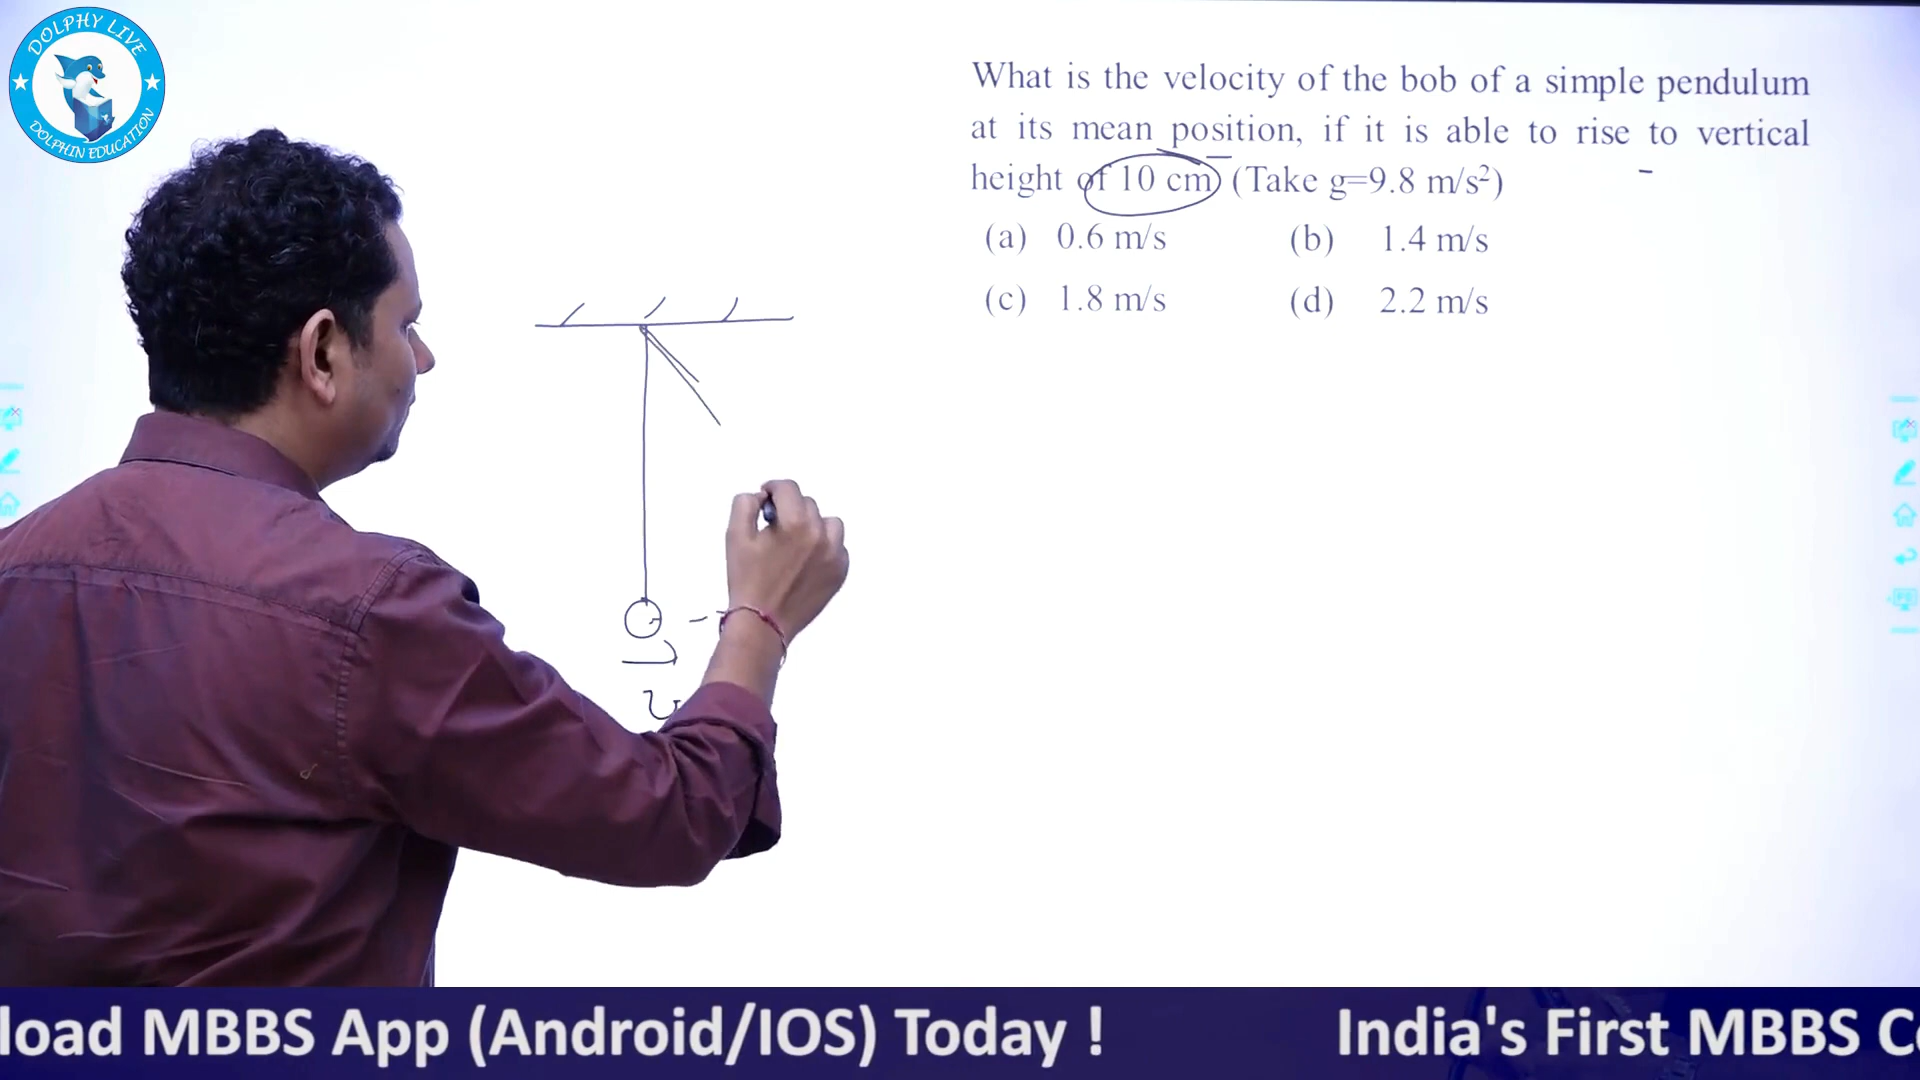 DOLPHY LIVE
DOLPHIN EDUCATION
What is the velocity of the bob of a simple pendulum
at its mean position, if it is able to rise to vertical
height of 10 cm (Take g=9.8 m/s²)
(a) 0.6 m/s (b) 1.4 m/s
(c) 1.8 m/s (d) 2.2 m/s
load MBBS App (Android/IOS) Today ! India's First MBBS